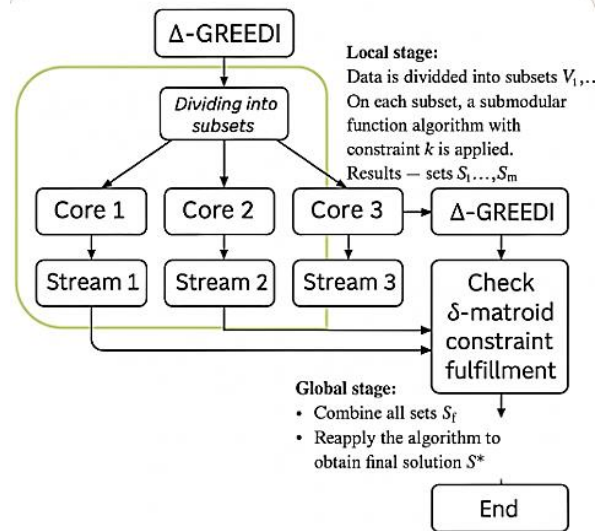 Δ-GREEDI
Local stage:
Data is dividded into subsets V₁,..
On each subset, a submodular
function algorithm with
constraint k is applied.
Results — sets S₁...,Sₘ
Dividing into
subsets
Core 1
Core 2
Core 3
Δ-GREEDI
Stream 1
Stream 2
Stream 3
Check
δ-matroid
constraint
fulfillment
Global stage:
• Combine all sets S_f
• Reapply the algorithm to
obtain final solution S*
End